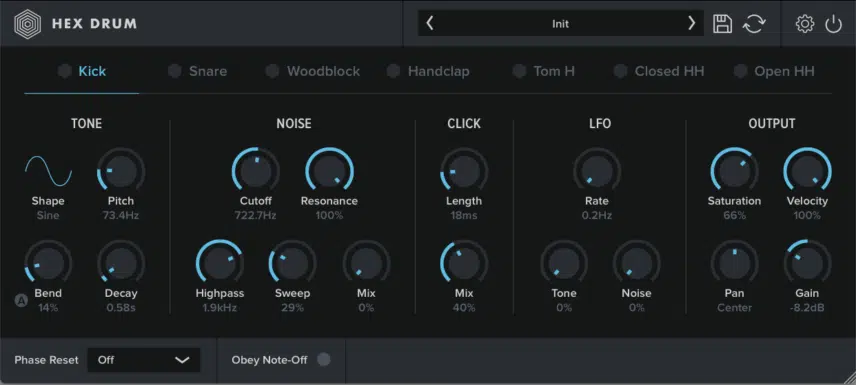 HEX DRUM
Init
Kick Snare Woodblock Handclap Tom H Closed HH Open HH
TONE NOISE CLICK LFO OUTPUT
Shape Pitch Cutoff Resonance Length Rate Saturation Velocity
Sine 73.4Hz 722.7Hz 100% 18ms 0.2Hz 66% 100%
Bend Decay Highpass Sweep Mix Mix Tone Noise Pan Gain
A 14% 0.58s 1.9kHz 29% 0% 40% 0% 0% Center -8.2dB
Phase Reset Off Obey Note-Off